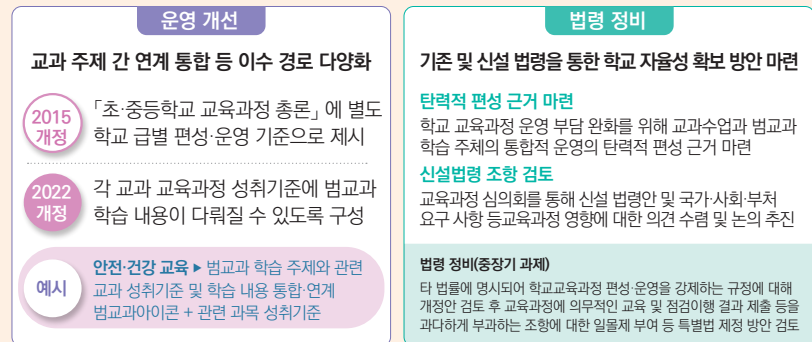 운영 개선
교과 주제 간 연계 통합 등 이수 경로 다양화
2015
개정
「초·중등학교 교육과정 총론」 에 별도
학교 급별 편성·운영 기준으로 제시
2022
개정
각 교과 교육과정 성취기준에 범교과
학습 내용이 다뤄질 수 있도록 구성
예시
안전·건강 교육 ▶ 범교과 학습 주제와 관련
교과 성취기준 및 학습 내용 통합·연계
범교과아이콘 + 관련 과목 성취기준
법령 정비
기존 및 신설 법령을 통한 학교 자율성 확보 방안 마련
탄력적 편성 근거 마련
학교 교육과정 운영 부담 완화를 위해 교과수업과 범교과
학습 주체의 통합적 운영의 탄력적 편성 근거 마련
신설법령 조항 검토
교육과정 심의회를 통해 신설 법령안 및 국가·사회·부처
요구 사항 등교육과정 영향에 대한 의견 수렴 및 논의 추진
법령 정비(중장기 과제)
타 법률에 명시되어 학교교육과정 편성·운영을 강제하는 규정에 대해
개정안 검토 후 교육과정에 의무적인 교육 및 점검이행 결과 제출 등을
과다하게 부과하는 조항에 대한 일몰제 부여 등 특별법 제정 방안 검토